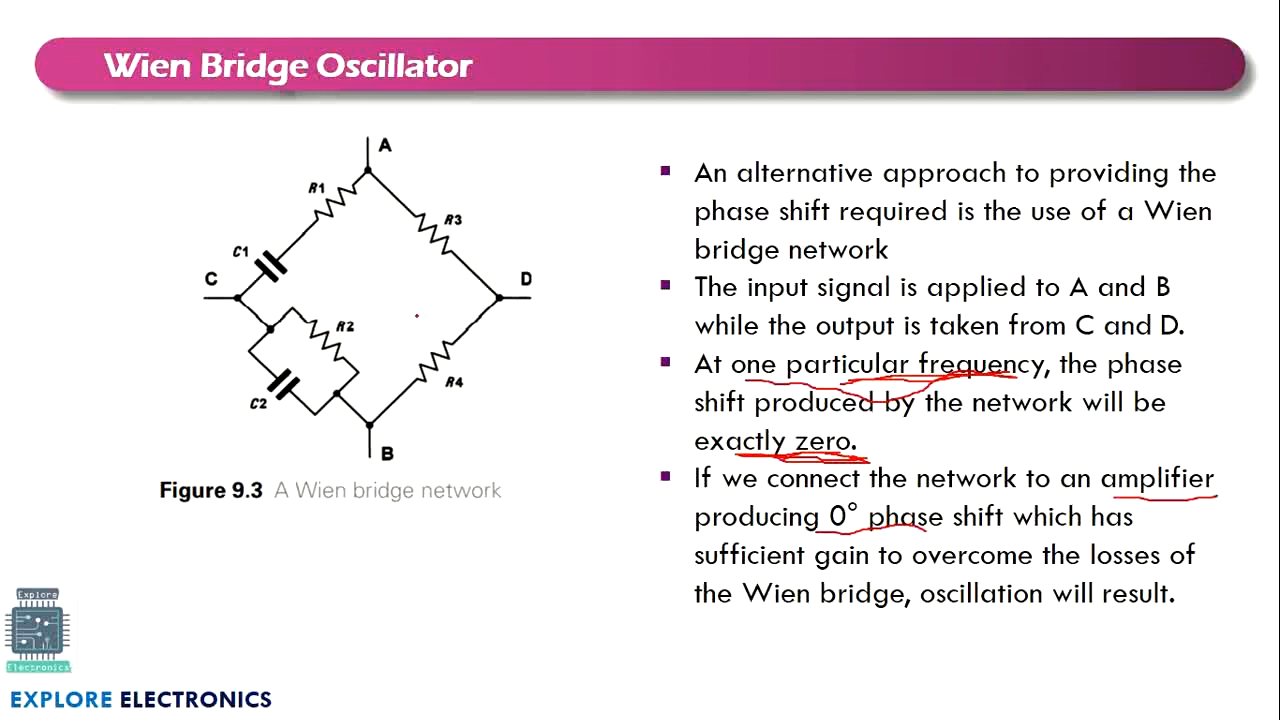 Wien Bridge Oscillator
A
R1
R3
C1
C
D
R2
R4
C2
B
Figure 9.3 A Wien bridge network
An alternative approach to providing the
phase shift required is the use of a Wien
bridge network
The input signal is applied to A and B
while the output is taken from C and D.
At one particular frequency, the phase
shift produced by the network will be
exactly zero.
If we connect the network to an amplifier
producing 0° phase shift which has
sufficient gain to overcome the losses of
the Wien bridge, oscillation will result.
Explore
Electronics
EXPLORE ELECTRONICS